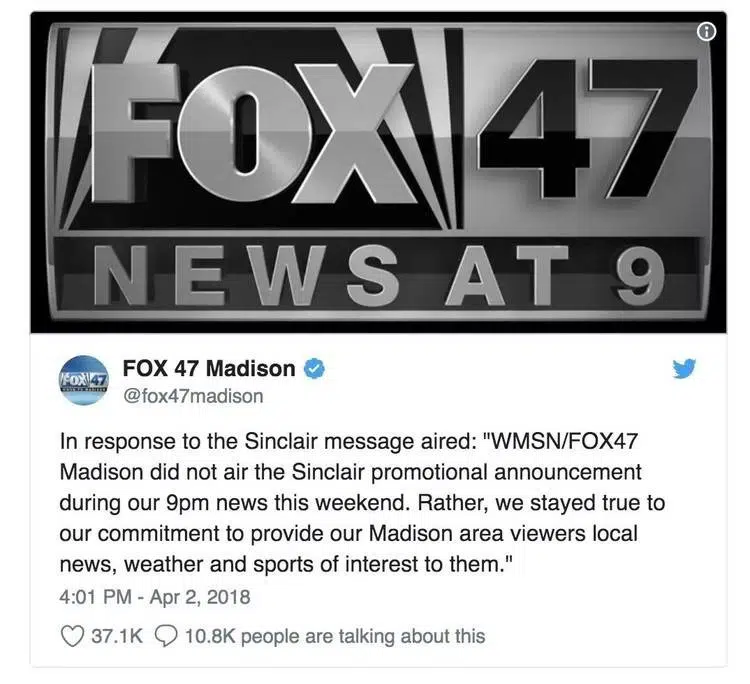 FOX 47
NEWS AT 9
FOX 47
FOX 47 Madison
@fox47madison
In response to the Sinclair message aired: "WMSN/FOX47
Madison did not air the Sinclair promotional announcement
during our 9pm news this weekend. Rather, we stayed true to
our commitment to provide our Madison area viewers local
news, weather and sports of interest to them."
4:01 PM - Apr 2, 2018
37.1K 10.8K people are talking about this